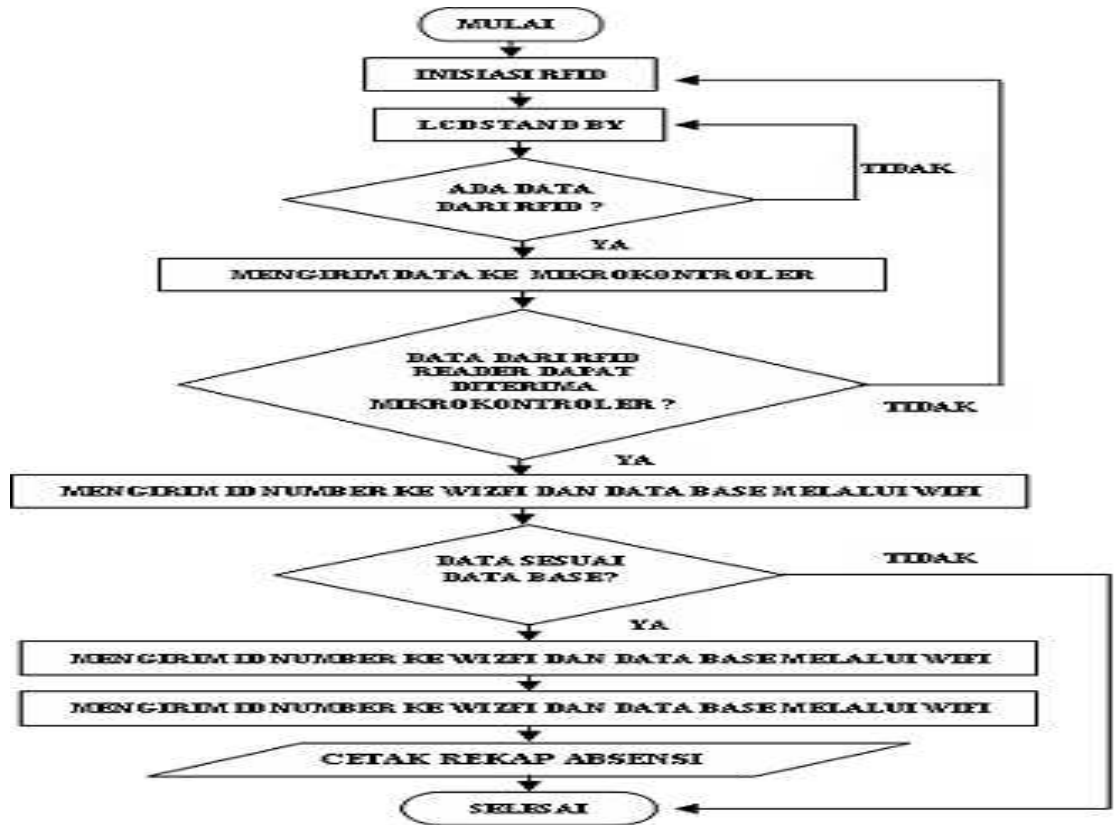 MULAI
INISIASI RFID
LCD STAND BY
TIDAK
ADA DATA
DARI RFID ?
YA
MENGIRIM DATA KE MIKROKONTROLER
DATA DARI RFID
READER DAPAT
DITERIMA
MIKROKONTROLER ?
TIDAK
YA
MENGIRIM ID NUMBER KE WIZFI DAN DATA BASE MELALUI WIFI
DATA SESUAI
DATA BASE?
TIDAK
YA
MENGIRIM ID NUMBER KE WIZFI DAN DATA BASE MELALUI WIFI
MENGIRIM ID NUMBER KE WIZFI DAN DATA BASE MELALUI WIFI
CETAK REKAP ABSENSI
SELESAI